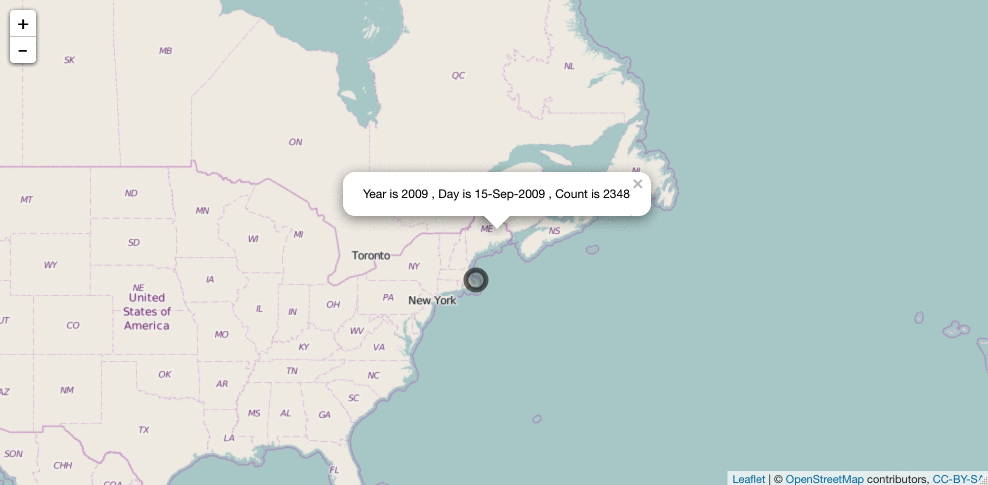 +
−
SK
MB
QC
NL
ON
MT
ND
MN
Year is 2009 , Day is 15-Sep-2009 , Count is 2348
×
ME
NS
WI
MI
SD
Toronto
NY
WY
IA
NE
United
States of
America
PA
New York
IL
IN
OH
CO
MO
WV
KY
VA
TN
NC
OK
AR
NM
SC
MS
AL
GA
TX
LA
SON
CHH
FL
Leaflet | © OpenStreetMap contributors, CC-BY-SA